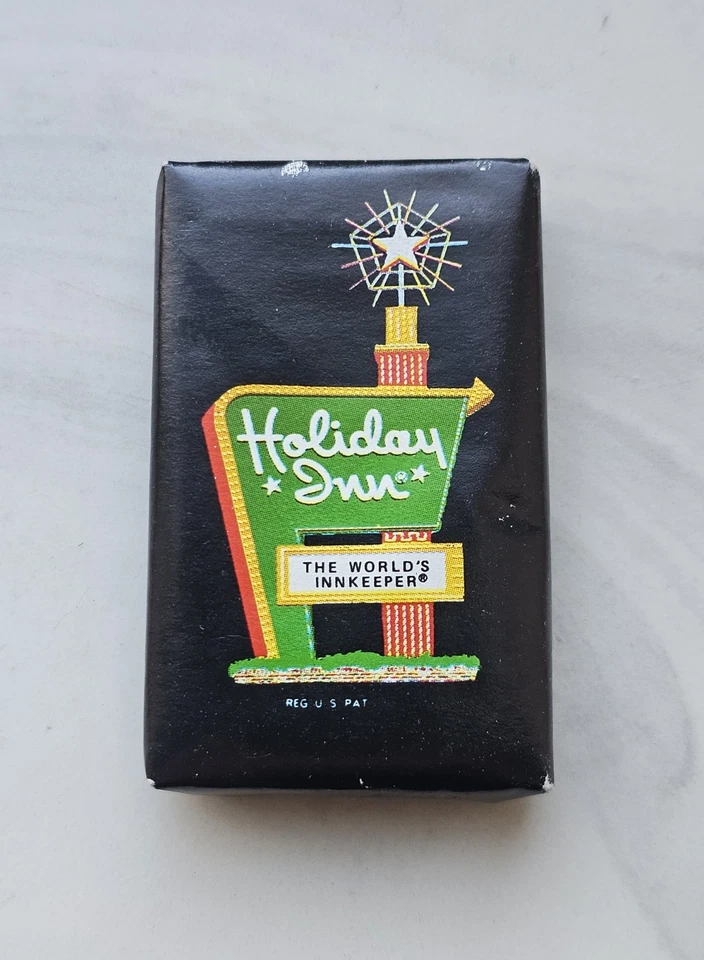 Holiday
Inn®
THE WORLD'S
INNKEEPER®
REG U S PAT